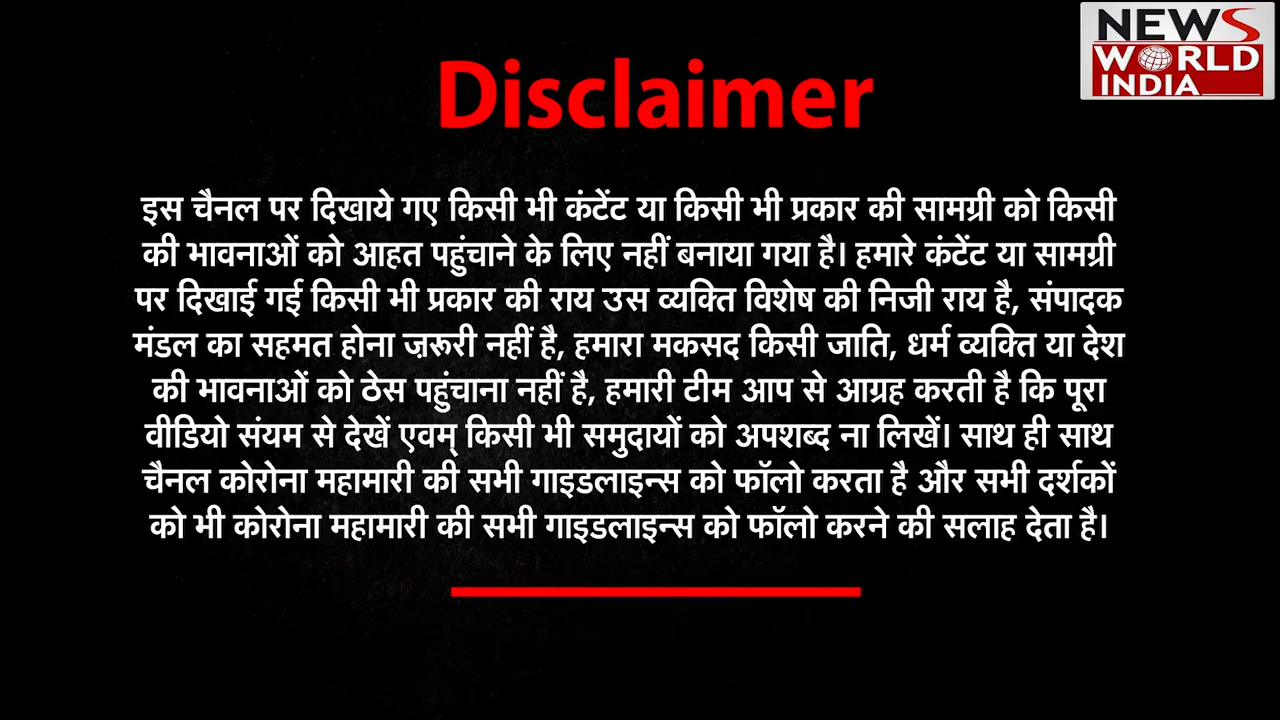 NEWS
WORLD
INDIA
Disclaimer
इस चैनल पर दिखाये गए किसी भी कंटेंट या किसी भी प्रकार की सामग्री को किसी
की भावनाओं को आहत पहुंचाने के लिए नहीं बनाया गया है। हमारे कंटेंट या सामग्री
पर दिखाई गई किसी भी प्रकार की राय उस व्यक्ति विशेष की निजी राय है, संपादक
मंडल का सहमत होना ज़रूरी नहीं है, हमारा मकसद किसी जाति, धर्म व्यक्ति या देश
की भावनाओं को ठेस पहुंचाना नहीं है, हमारी टीम आप से आग्रह करती है कि पूरा
वीडियो संयम से देखें एवम् किसी भी समुदायों को अपशब्द ना लिखें। साथ ही साथ
चैनल कोरोना महामारी की सभी गाइडलाइन्स को फॉलो करता है और सभी दर्शकों
को भी कोरोना महामारी की सभी गाइडलाइन्स को फॉलो करने की सलाह देता है।